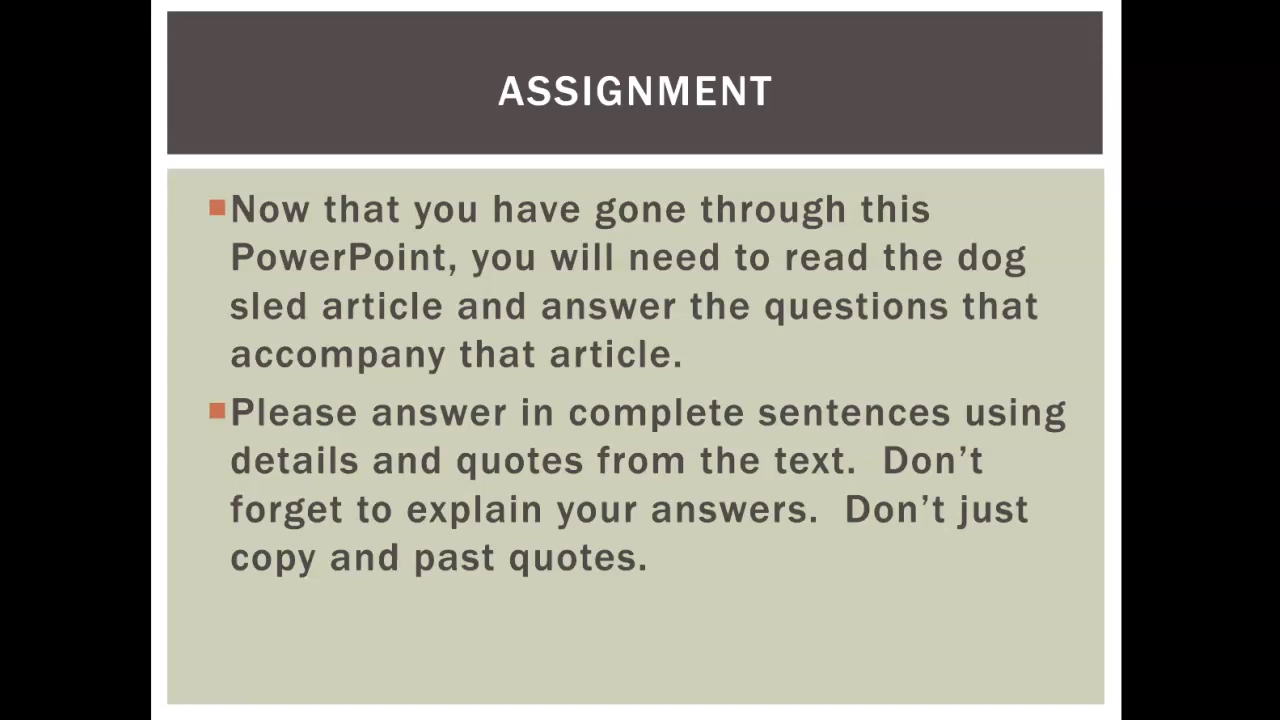 ASSIGNMENT
Now that you have gone through this
PowerPoint, you will need to read the dog
sled article and answer the questions that
accompany that article.
Please answer in complete sentences using
details and quotes from the text.  Don’t
forget to explain your answers.  Don’t just
copy and past quotes.